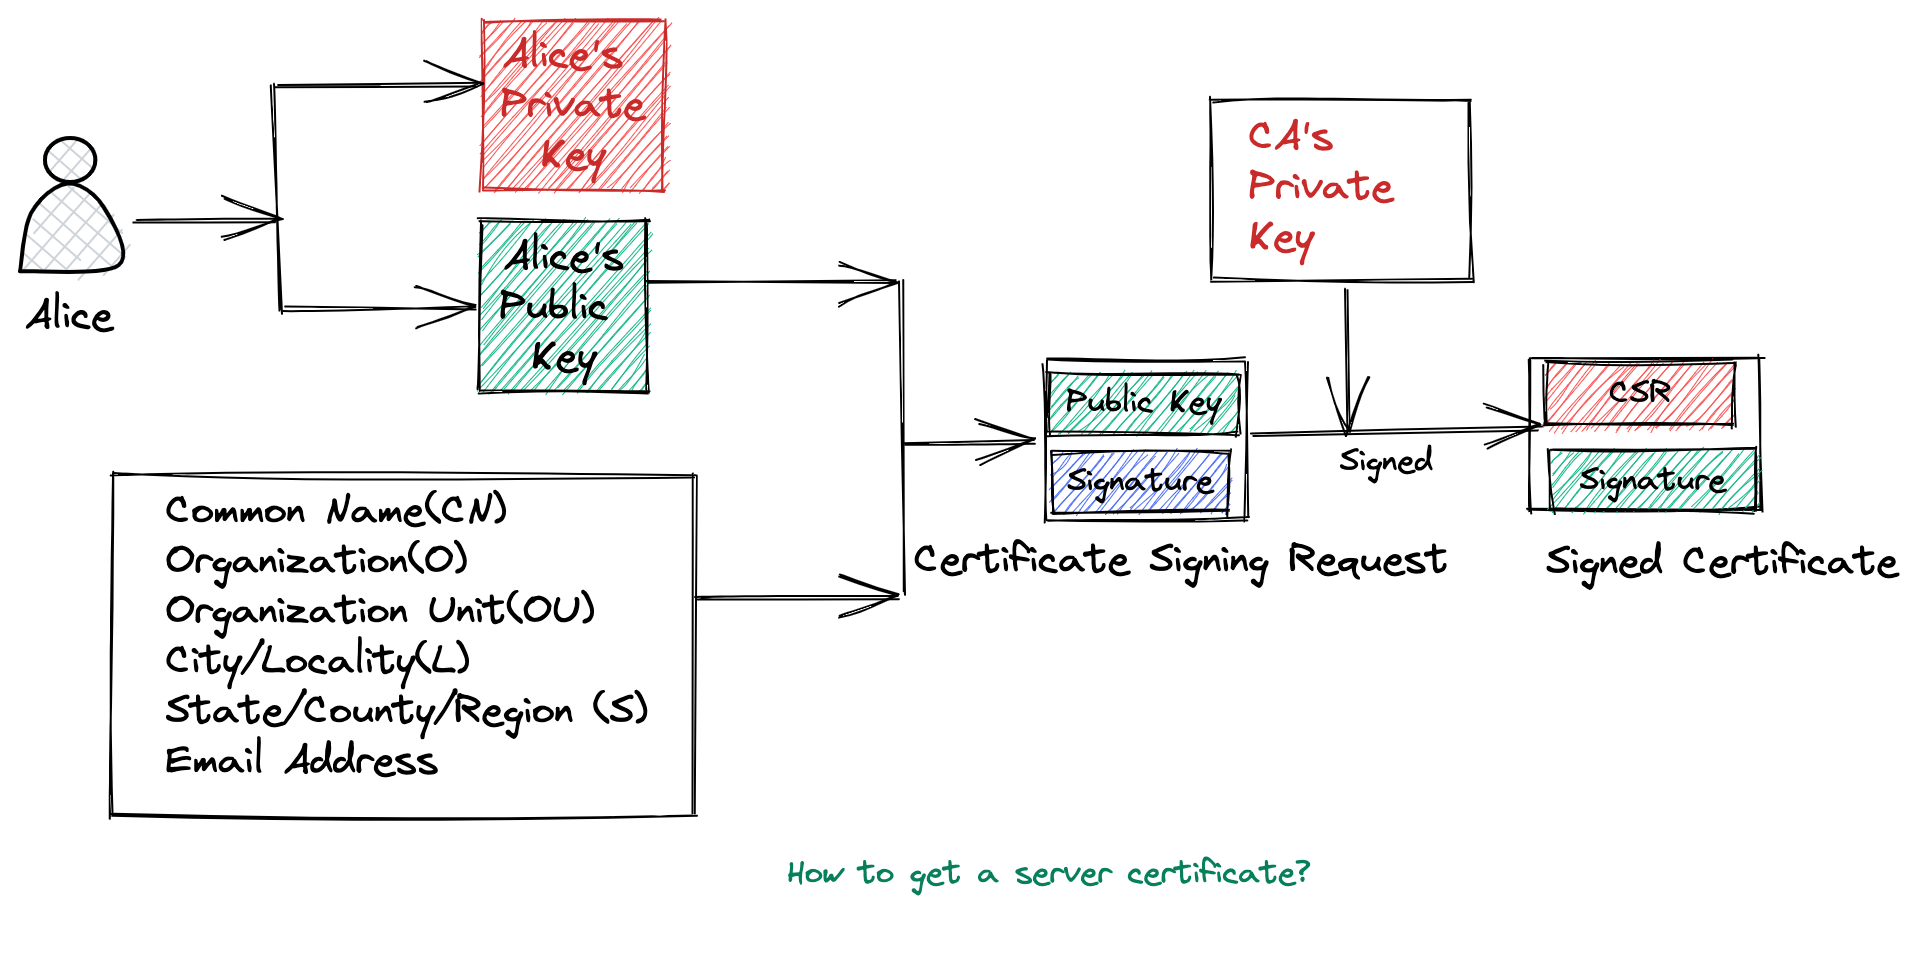 Alice's
Private
Key
Alice
Alice's
Public
Key
CA's
Private
Key
Public Key
Signature
Certificate Signing Request
Signed
CSR
Signature
Signed Certificate
Common Name(CN)
Organization(O)
Organization Unit(OU)
City/Locality(L)
State/County/Region (S)
Email Address
How to get a server certificate?